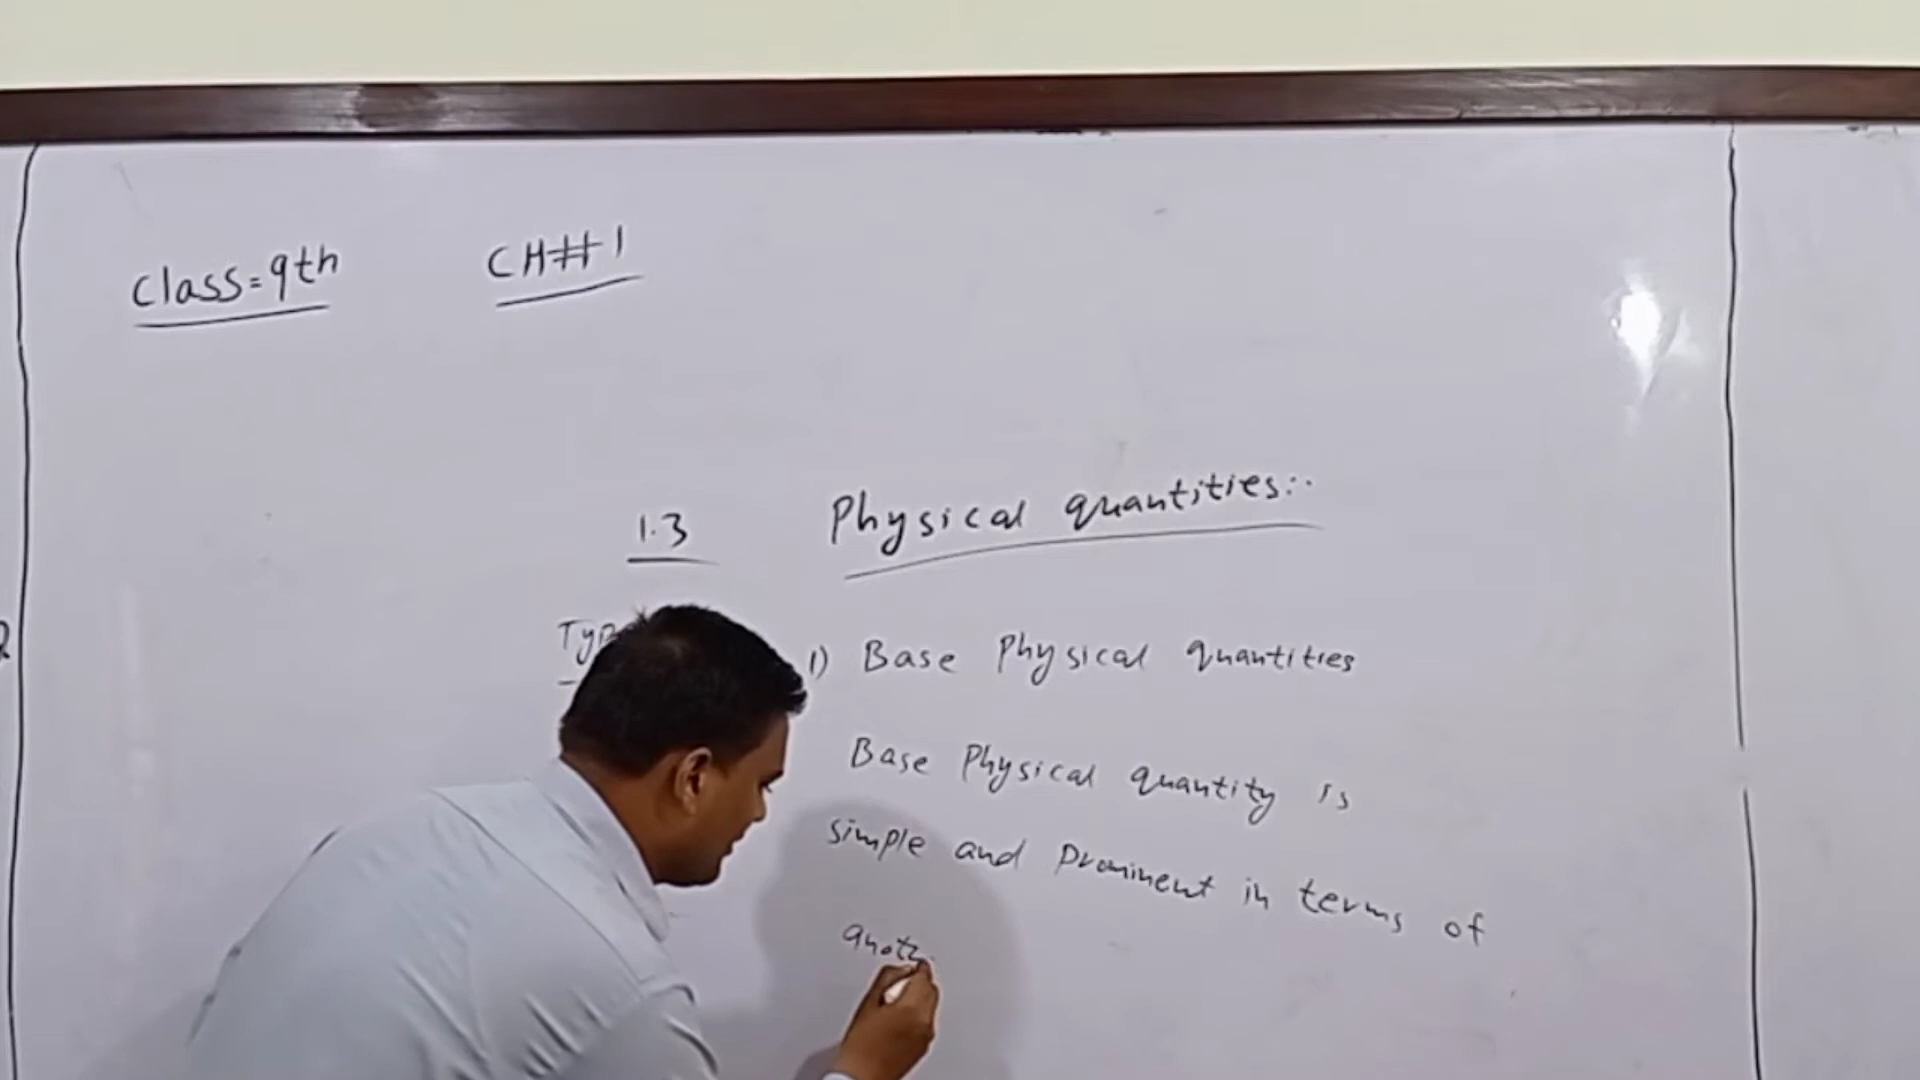 Class=9th CH#1
1.3 Physical quantities:-
1) Base Physical quantities
Base Physical quantity is
simple and prominent in terms of